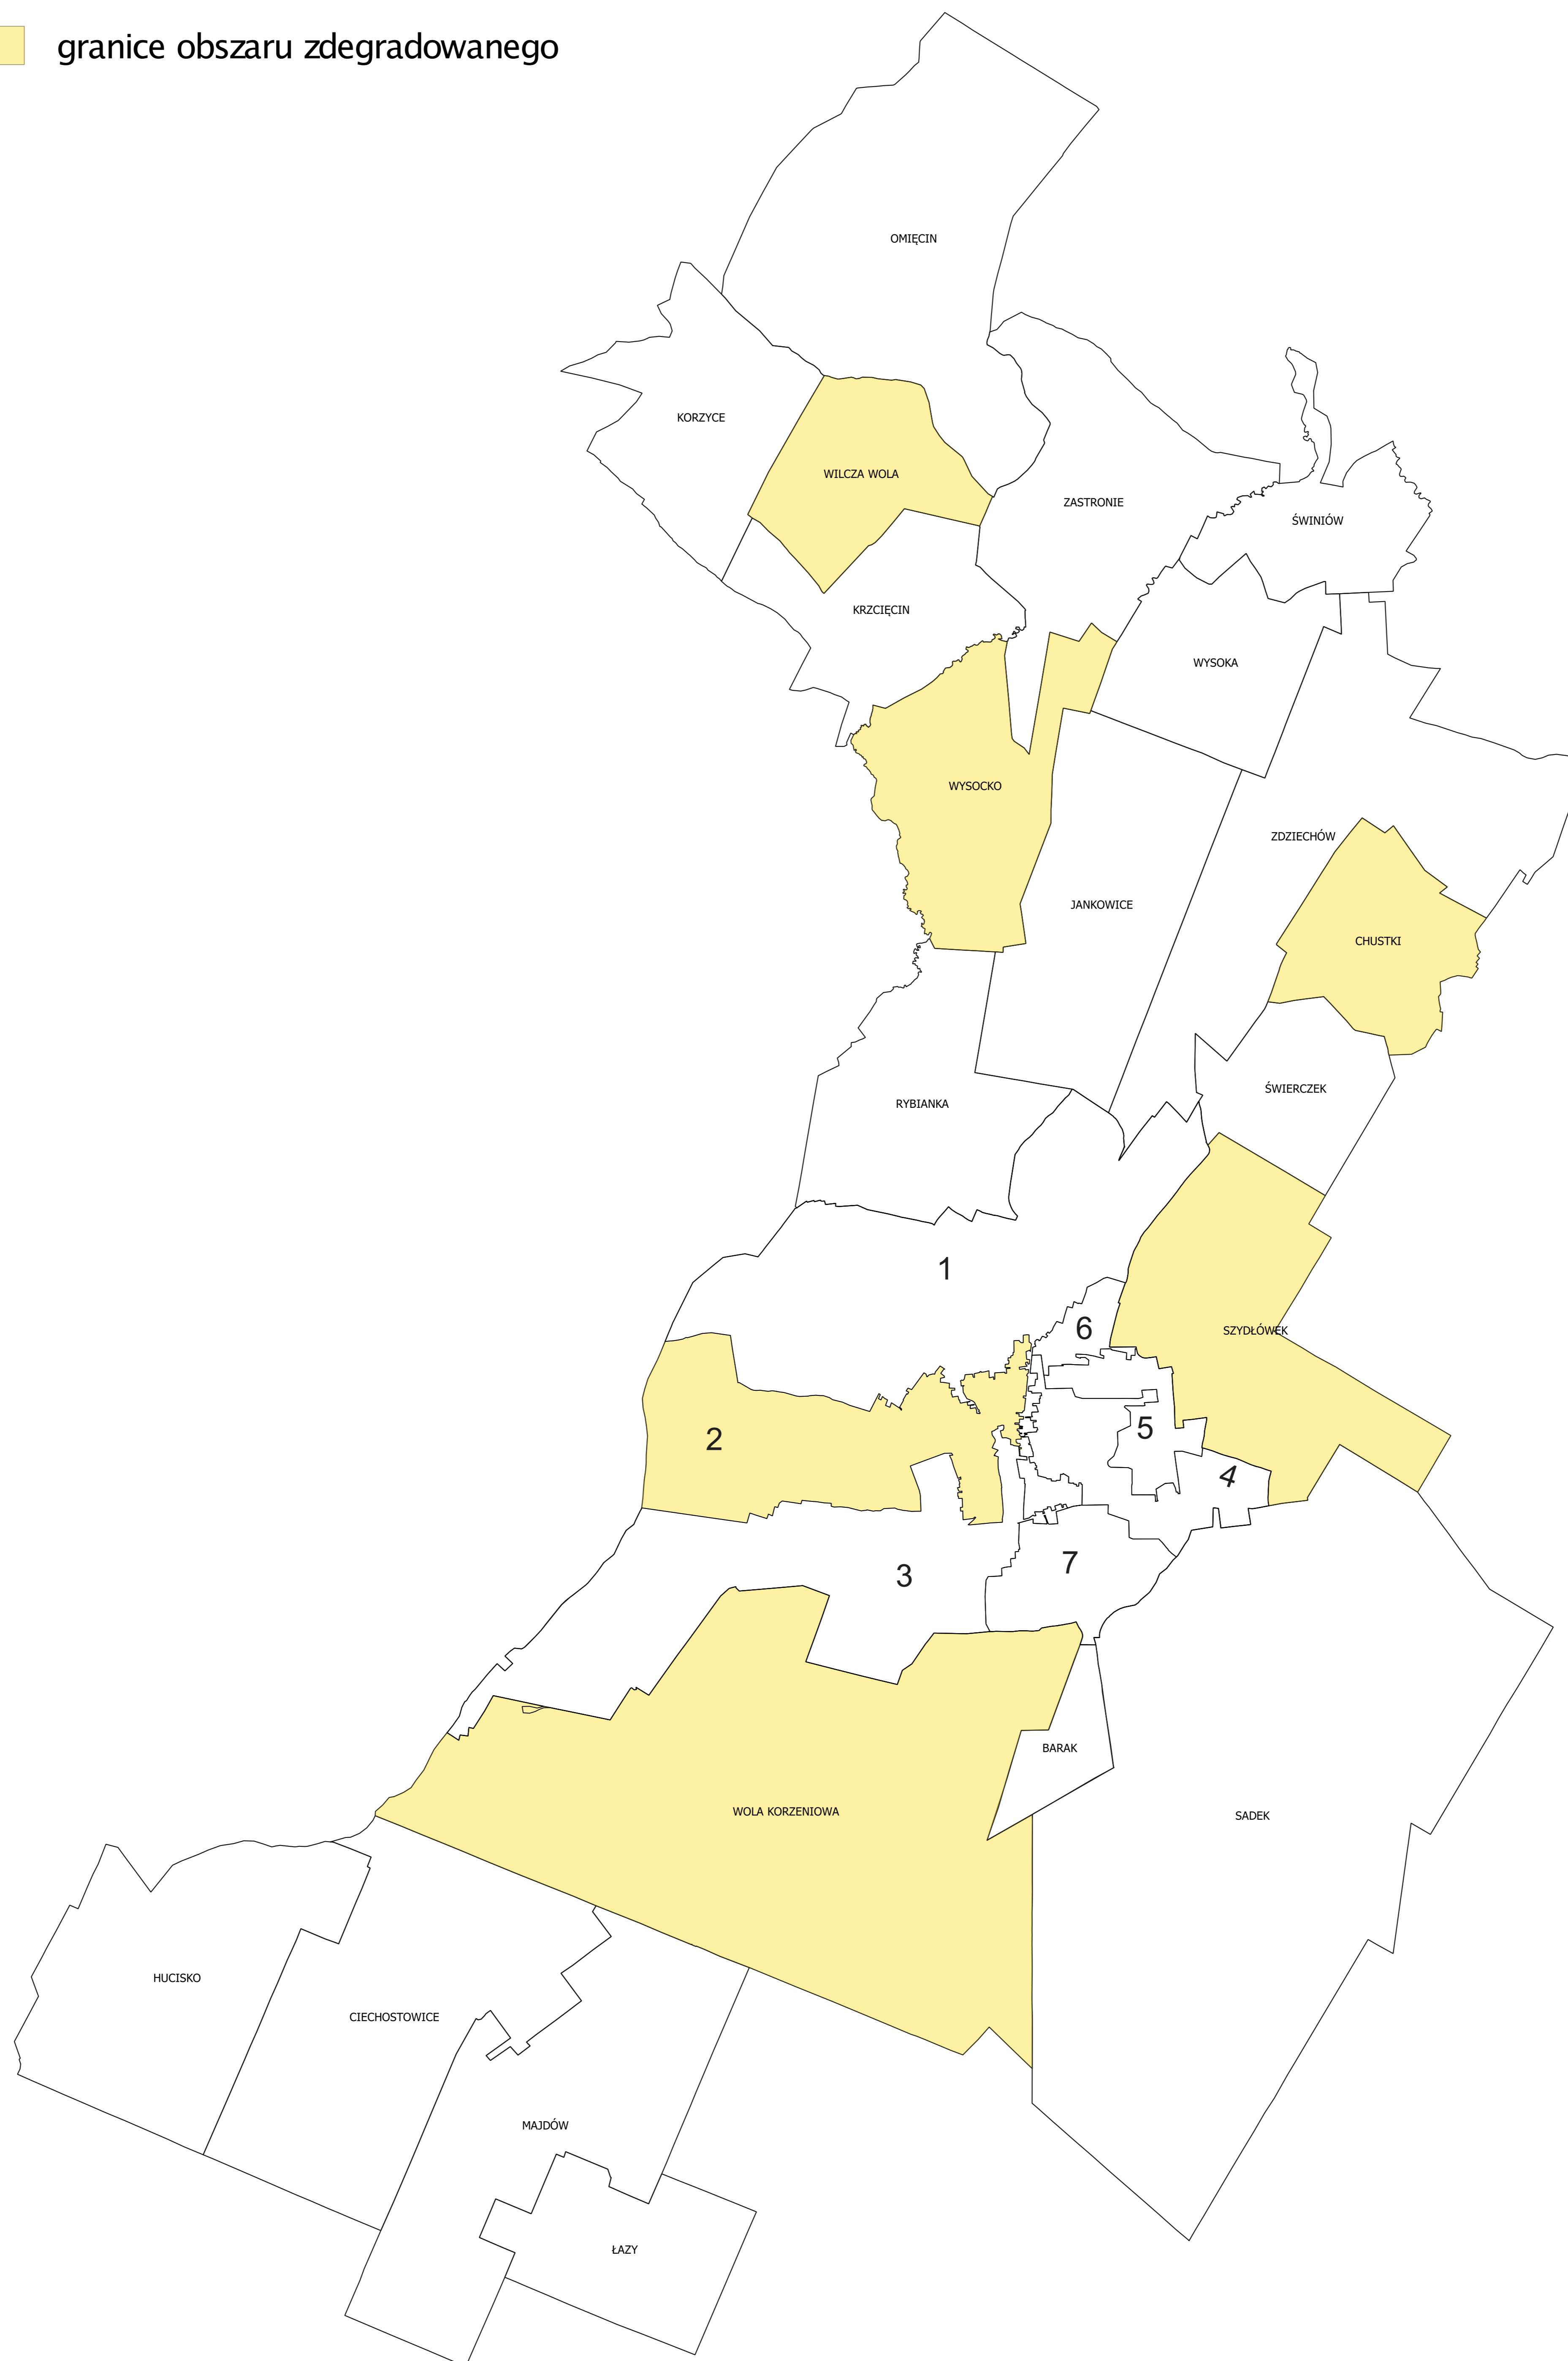 granice obszaru zdegradowanego
OMIĘCIN
KORZYCE
WILCZA WOLA
ZASTRONIE
ŚWINIÓW
KRZCIĘCIN
WYSOKA
WYSOCKO
ZDZIECHÓW
JANKOWICE
CHUSTKI
ŚWIERCZEK
RYBIANKA
1
6
SZYDŁÓWEK
5
2
4
7
3
BARAK
WOLA KORZENIOWA
SADEK
HUCISKO
CIECHOSTOWICE
MAJDÓW
ŁAZY